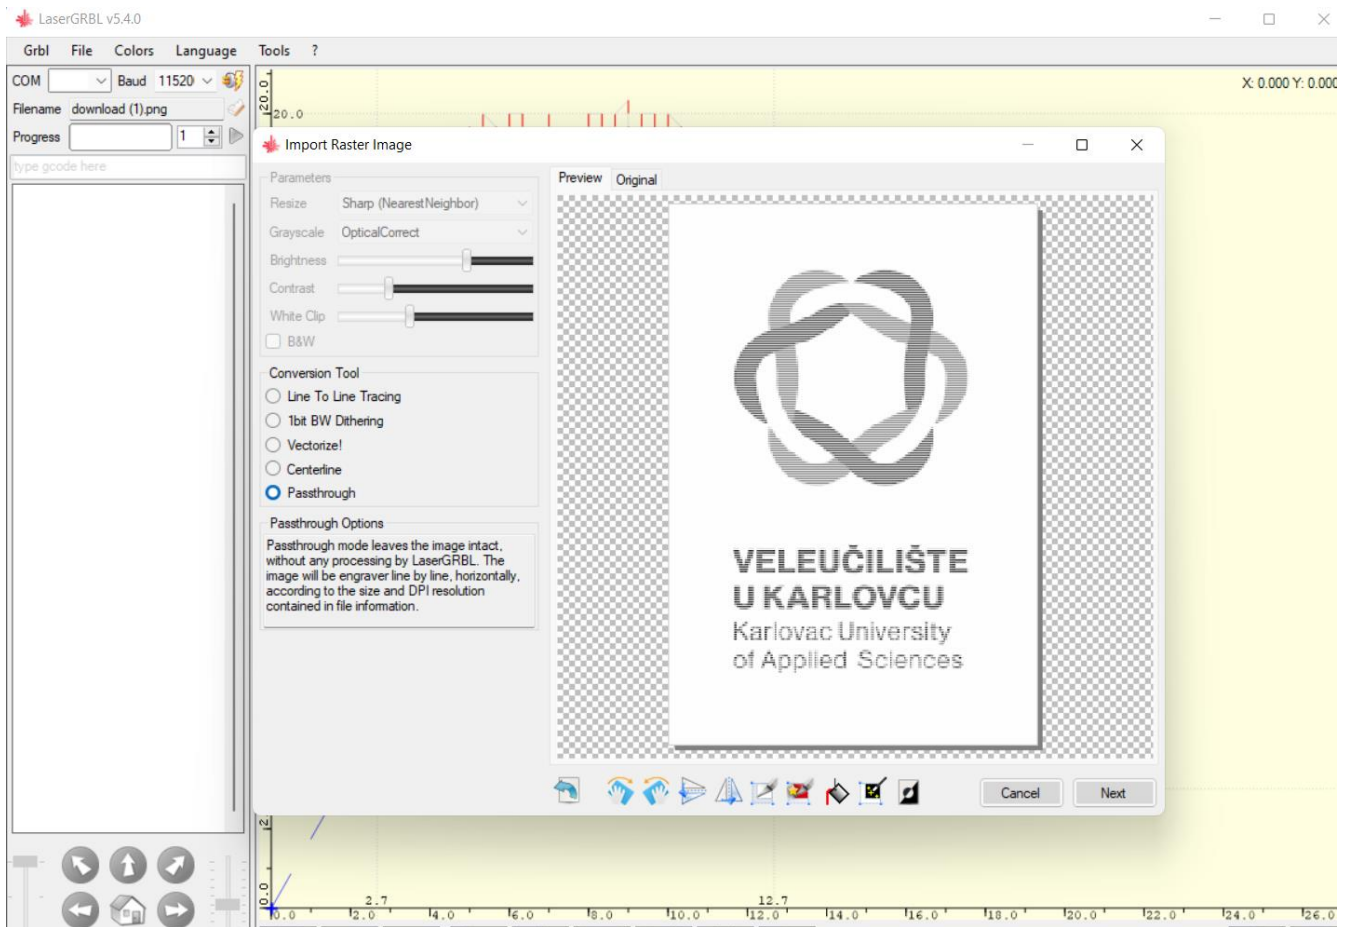 LaserGRBL v5.4.0
Grbl File Colors Language Tools ?
COM Baud 11520
Filename download (1).png
Progress 1
type gcode here
X: 0.000 Y: 0.000
20.0
20.0
Import Raster Image
Parameters
Resize Sharp (NearestNeighbor)
Grayscale OpticalCorrect
Brightness
Contrast
White Clip
B&W
Conversion Tool
Line To Line Tracing
1bit BW Dithering
Vectorize!
Centerline
Passthrough
Passthrough Options
Passthrough mode leaves the image intact,
without any processing by LaserGRBL. The
image will be engraver line by line, horizontally,
according to the size and DPI resolution
contained in file information.
Preview Original
VELEUČILIŠTE
U KARLOVCU
Karlovac University
of Applied Sciences
Cancel Next
0.0
2.7 12.7
0.0 2.0 4.0 6.0 8.0 10.0 12.0 14.0 16.0 18.0 20.0 22.0 24.0 26.0